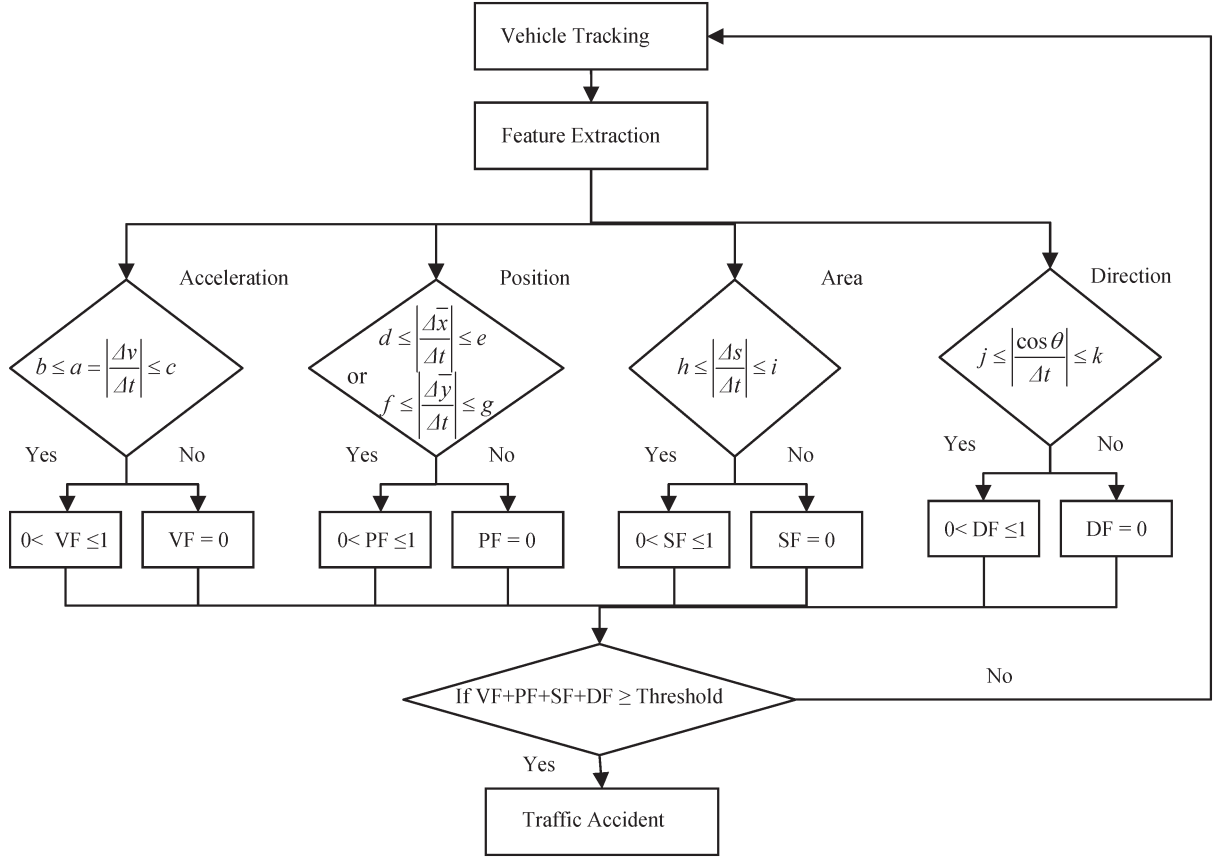 Vehicle Tracking
Feature Extraction
Acceleration
Position
Area
Direction
b ≤ a = |Δv/Δt| ≤ c
d ≤ |Δx̅/Δt| ≤ e
or
f ≤ |Δy̅/Δt| ≤ g
h ≤ |Δs/Δt| ≤ i
j ≤ |cos θ/Δt| ≤ k
Yes No
Yes No
Yes No
Yes No
0< VF ≤1
VF = 0
0< PF ≤1
PF = 0
0< SF ≤1
SF = 0
0< DF ≤1
DF = 0
If VF+PF+SF+DF ≥ Threshold
No
Yes
Traffic Accident